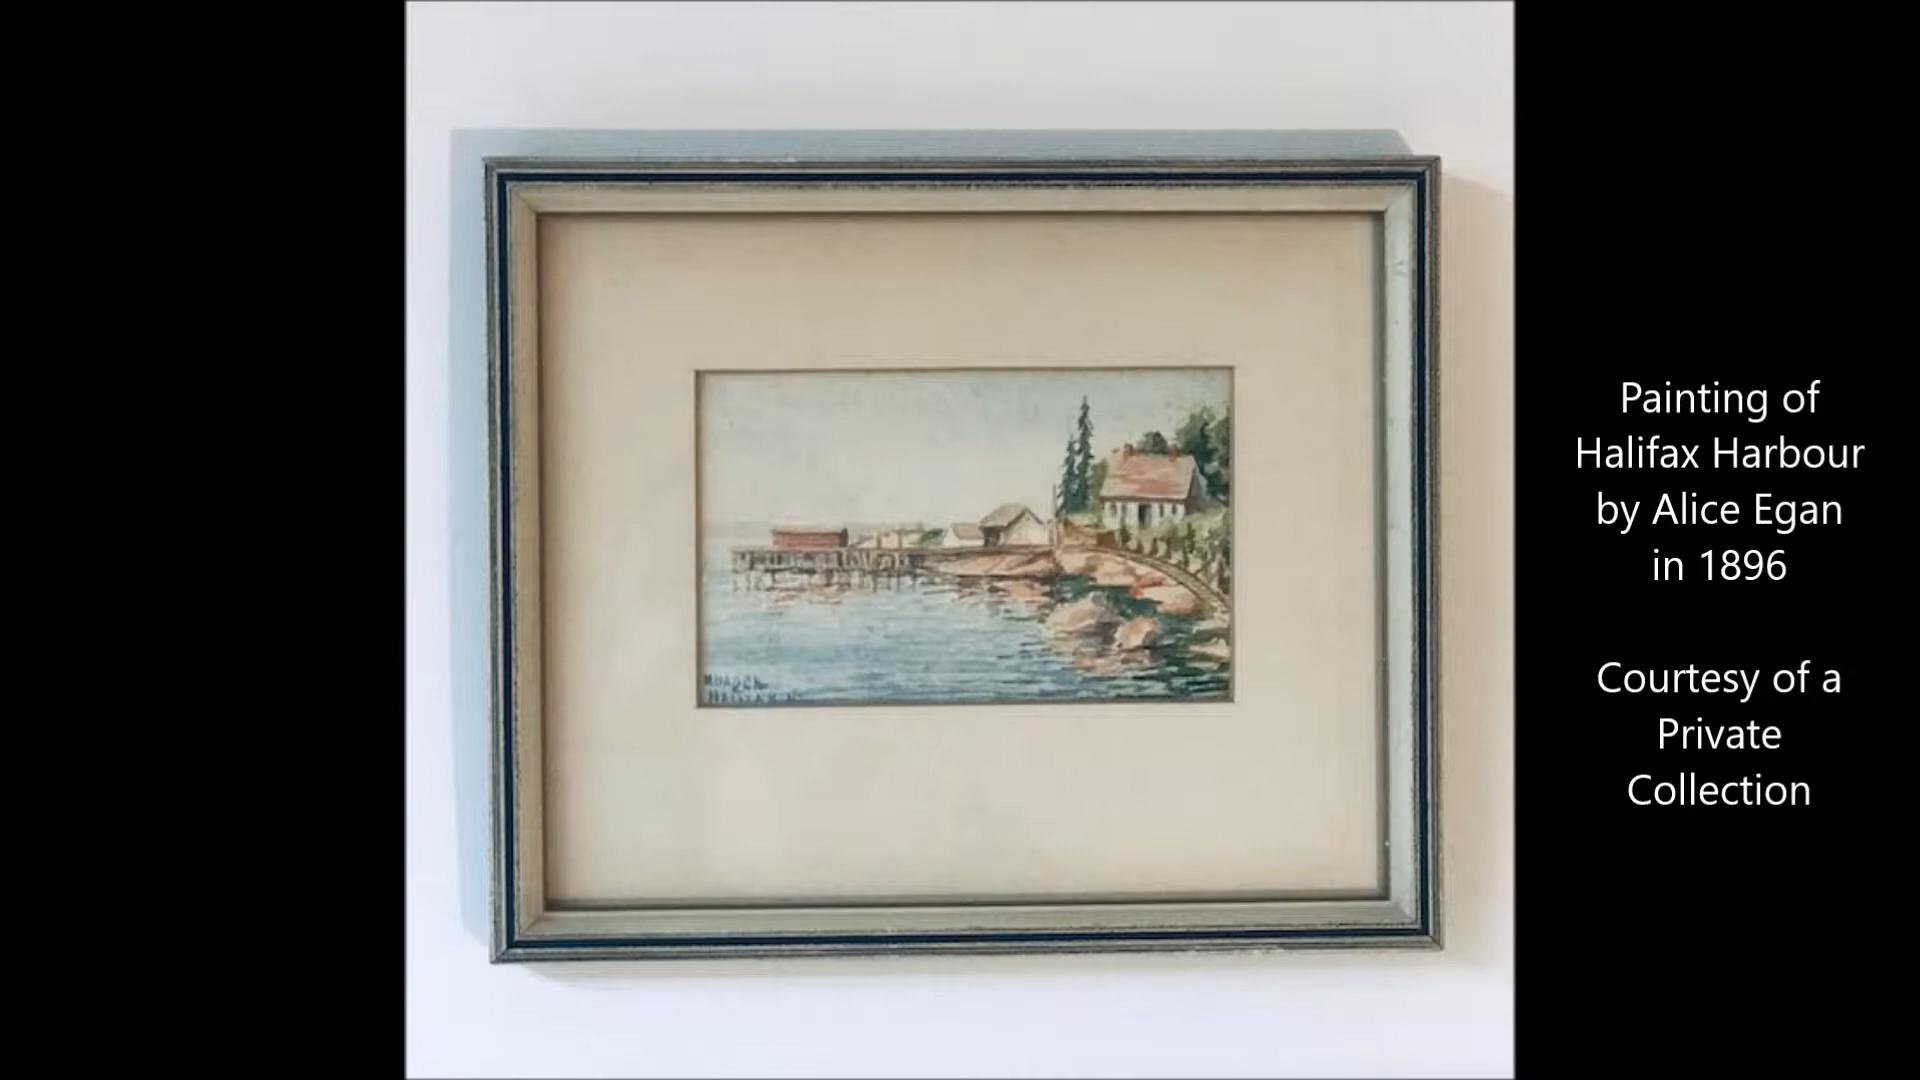 Painting of
Halifax Harbour
by Alice Egan
in 1896
Courtesy of a
Private
Collection